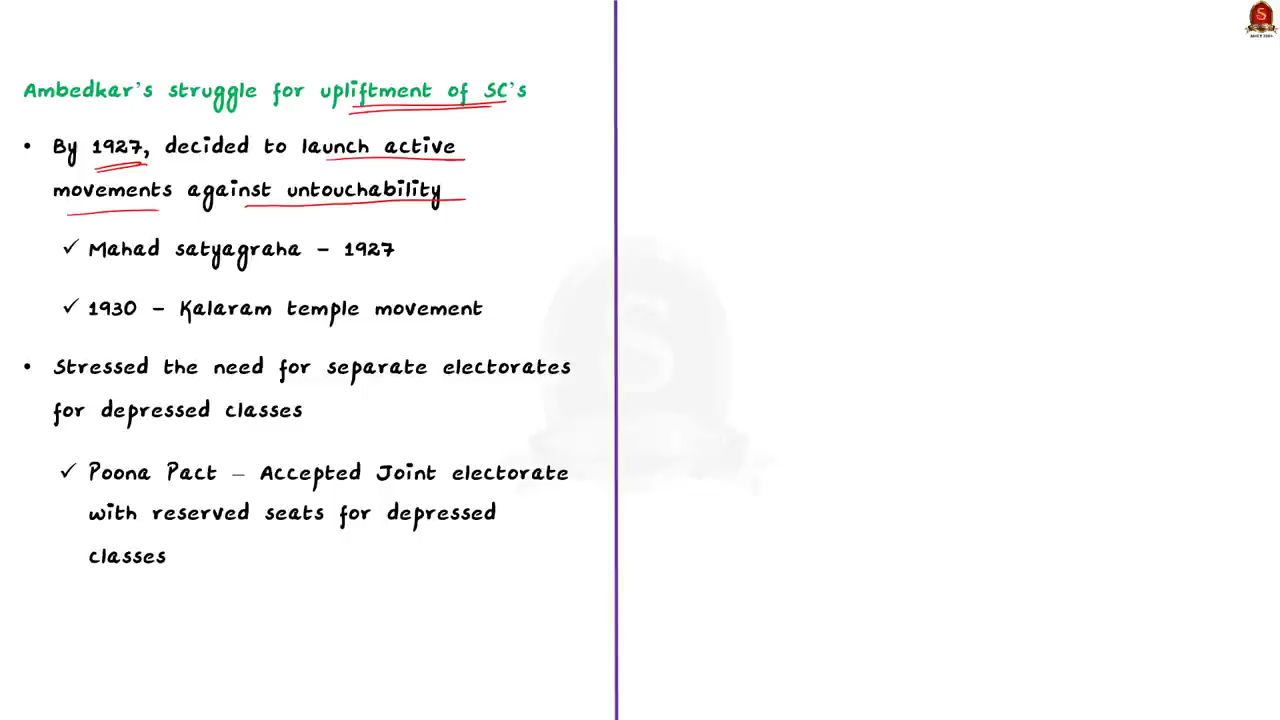 Ambedkar's struggle for upliftment of SC's
• By 1927, decided to launch active
movements against untouchability
✓ Mahad satyagraha – 1927
✓ 1930 – Kalaram temple movement
• Stressed the need for separate electorates
for depressed classes
✓ Poona Pact – Accepted Joint electorate
with reserved seats for depressed
classes
S